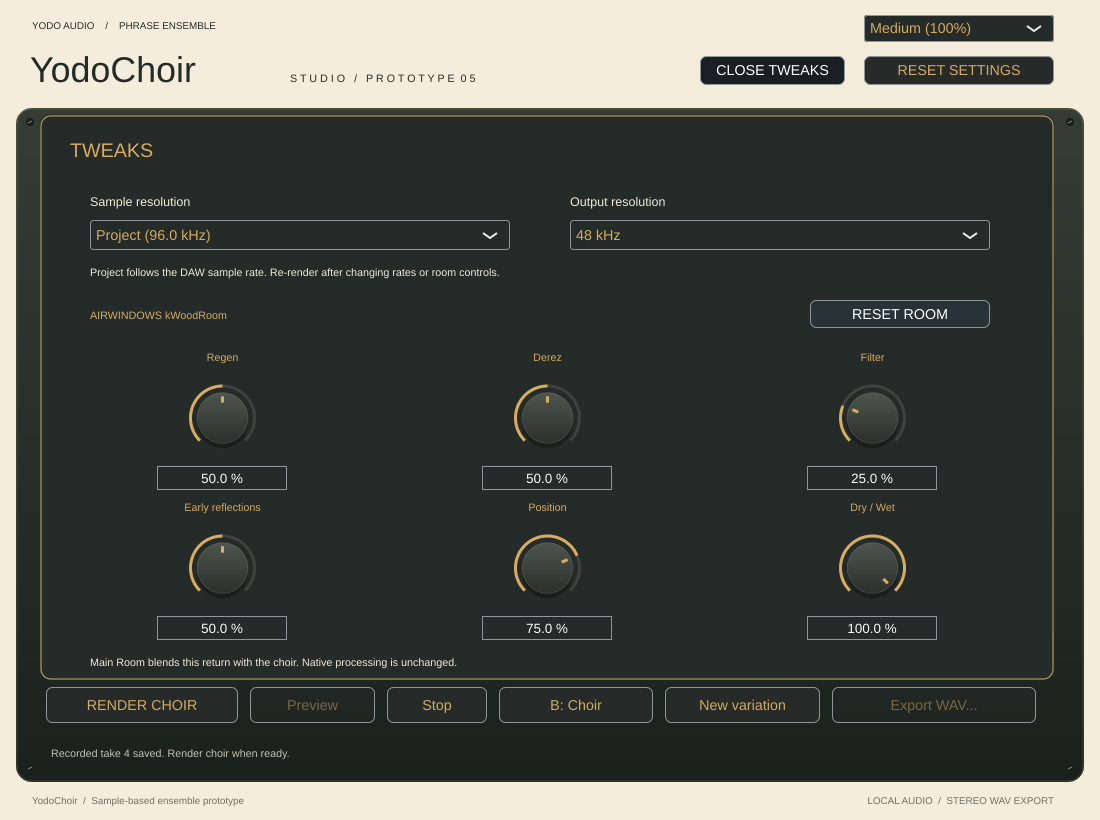 YODO AUDIO / PHRASE ENSEMBLE
Medium (100%)
YodoChoir
STUDIO / PROTOTYPE 05
CLOSE TWEAKS
RESET SETTINGS
TWEAKS
Sample resolution
Output resolution
Project (96.0 kHz)
48 kHz
Project follows the DAW sample rate. Re-render after changing rates or room controls.
AIRWINDOWS kWoodRoom
RESET ROOM
Regen
Derez
Filter
50.0 %
50.0 %
25.0 %
Early reflections
Position
Dry / Wet
50.0 %
75.0 %
100.0 %
Main Room blends this return with the choir. Native processing is unchanged.
RENDER CHOIR
Preview
Stop
B: Choir
New variation
Export WAV...
Recorded take 4 saved. Render choir when ready.
YodoChoir / Sample-based ensemble prototype
LOCAL AUDIO / STEREO WAV EXPORT